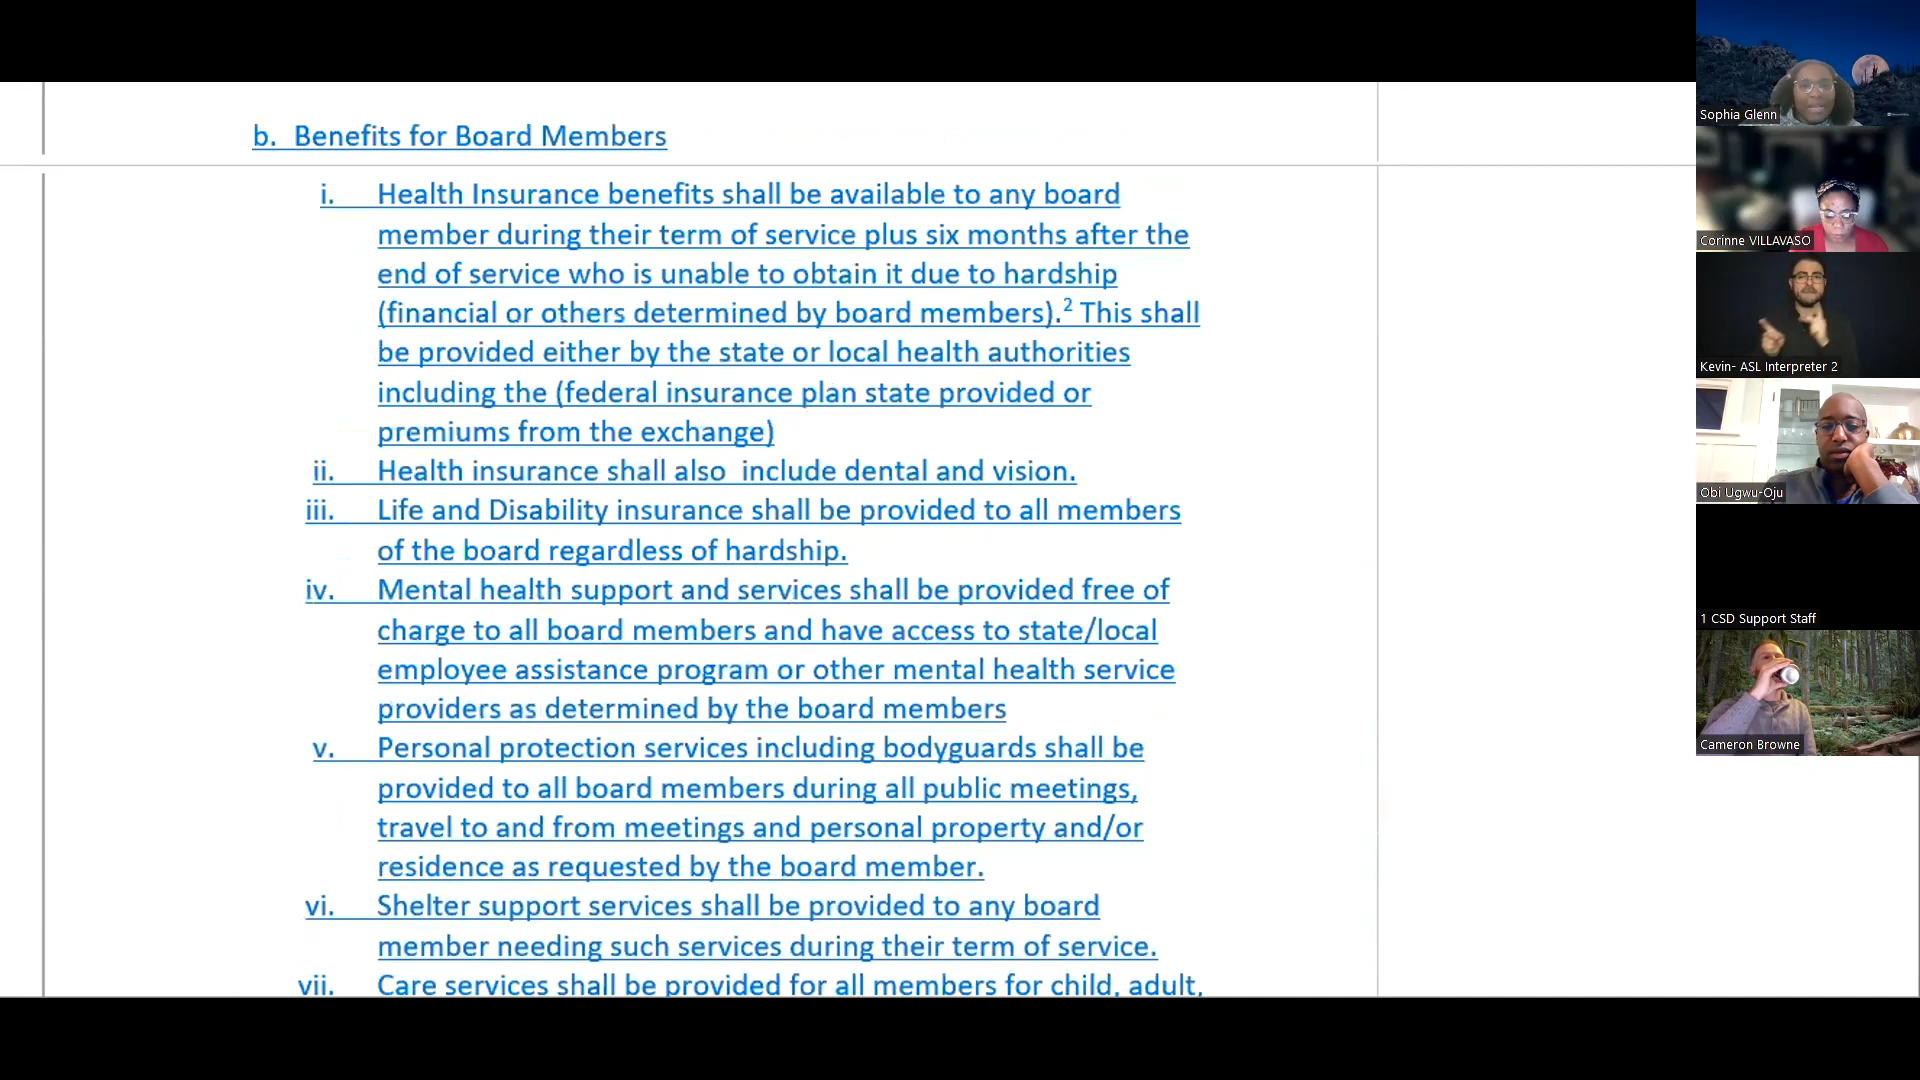 b. Benefits for Board Members
i. Health Insurance benefits shall be available to any board
member during their term of service plus six months after the
end of service who is unable to obtain it due to hardship
(financial or others determined by board members).2 This shall
be provided either by the state or local health authorities
including the (federal insurance plan state provided or
premiums from the exchange)
ii. Health insurance shall also  include dental and vision.
iii. Life and Disability insurance shall be provided to all members
of the board regardless of hardship.
iv. Mental health support and services shall be provided free of
charge to all board members and have access to state/local
employee assistance program or other mental health service
providers as determined by the board members
v. Personal protection services including bodyguards shall be
provided to all board members during all public meetings,
travel to and from meetings and personal property and/or
residence as requested by the board member.
vi. Shelter support services shall be provided to any board
member needing such services during their term of service.
vii. Care services shall be provided for all members for child, adult,
Sophia Glenn
Corinne VILLAVASO
Kevin- ASL Interpreter 2
Obi Ugwu-Oju
1 CSD Support Staff
Cameron Browne